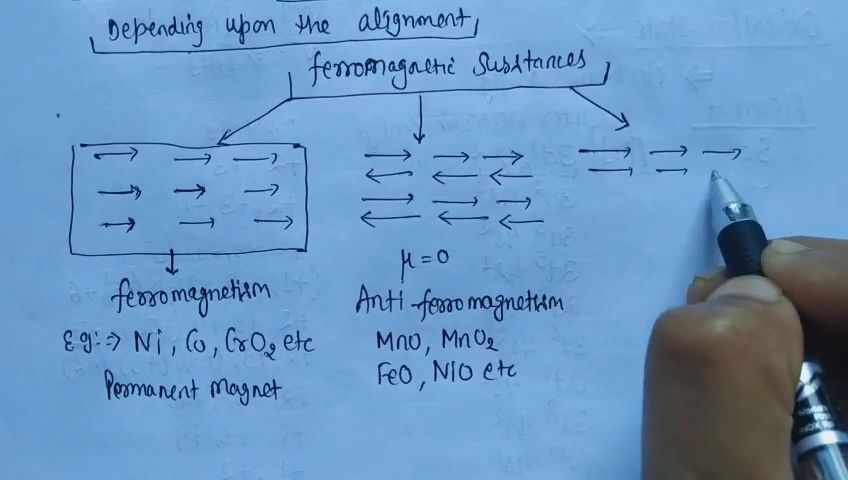 Depending upon the alignment
ferromagnetic Substances
μ = 0
ferromagnetism
Anti-ferromagnetism
Eg:-> Ni, Co, CrO2 etc
MnO, MnO2
Permanent Magnet
FeO, NiO etc